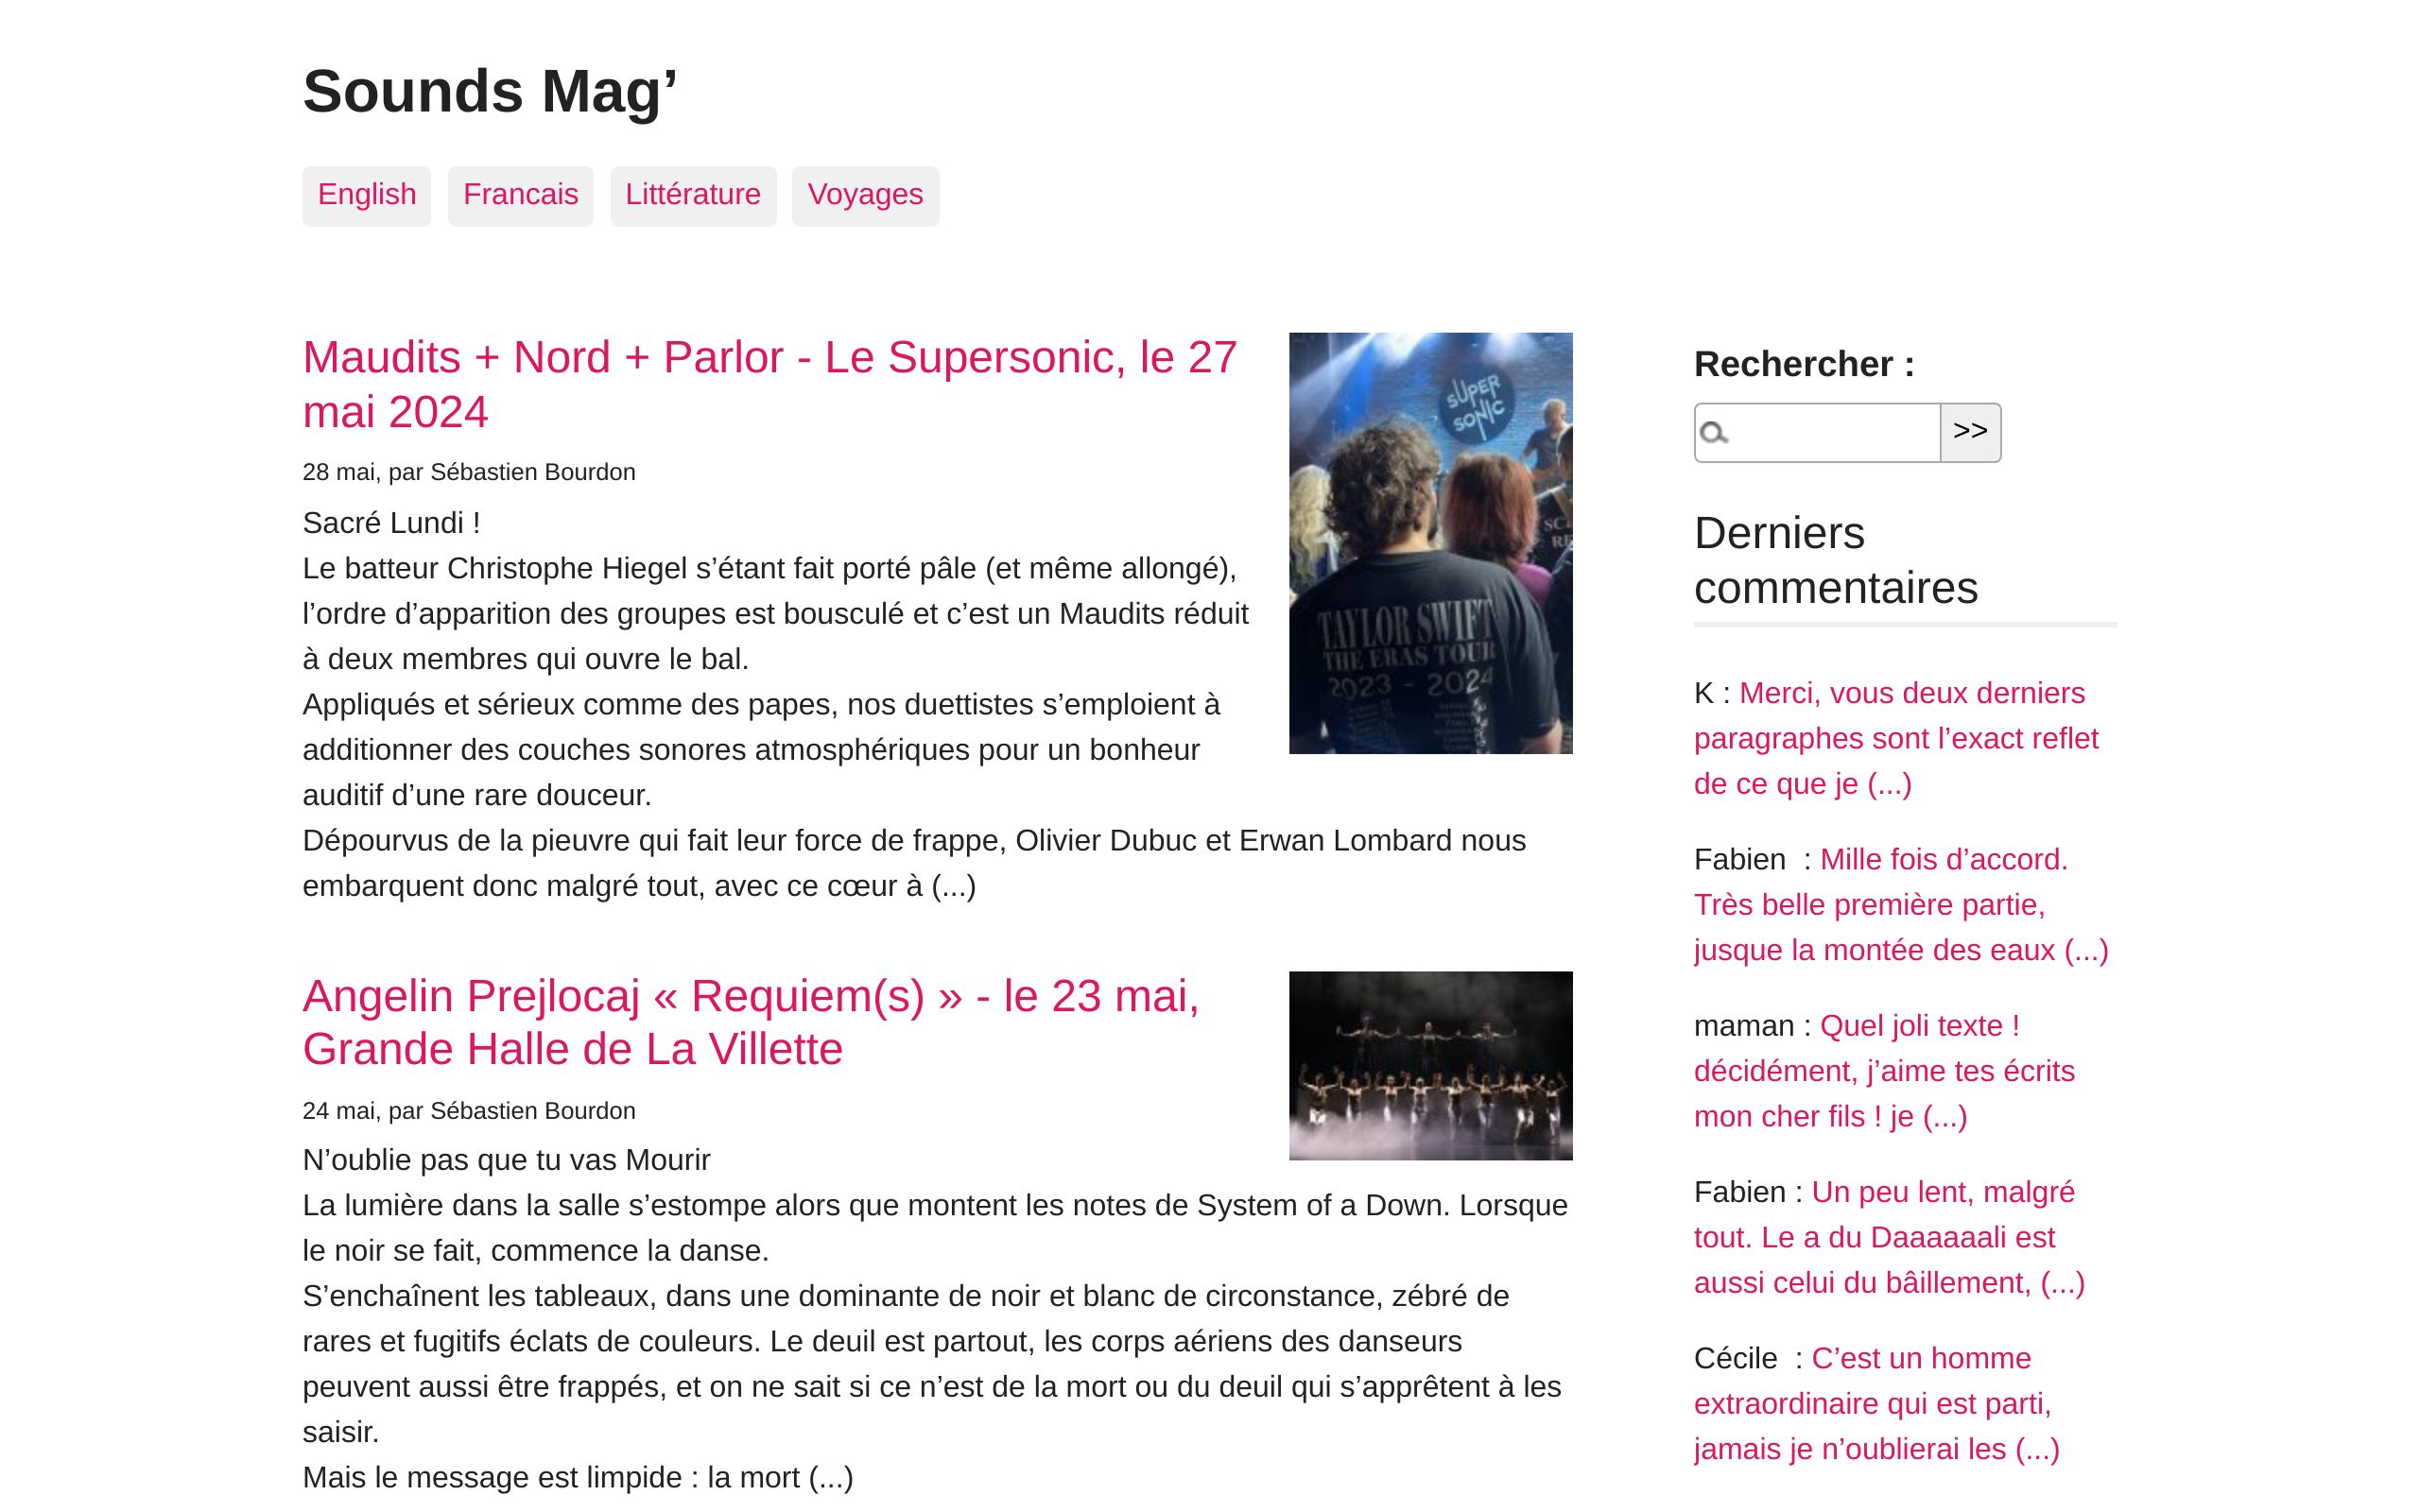 Sounds Mag’
English
Francais
Littérature
Voyages
Maudits + Nord + Parlor - Le Supersonic, le 27
mai 2024
28 mai, par Sébastien Bourdon
Sacré Lundi !
Le batteur Christophe Hiegel s’étant fait porté pâle (et même allongé),
l’ordre d’apparition des groupes est bousculé et c’est un Maudits réduit
à deux membres qui ouvre le bal.
Appliqués et sérieux comme des papes, nos duettistes s’emploient à
additionner des couches sonores atmosphériques pour un bonheur
auditif d’une rare douceur.
Dépourvus de la pieuvre qui fait leur force de frappe, Olivier Dubuc et Erwan Lombard nous
embarquent donc malgré tout, avec ce cœur à (...)
SUPER
SONIC
TAYLOR SWIFT
THE ERAS TOUR
2023 - 2024
Angelin Prejlocaj « Requiem(s) » - le 23 mai,
Grande Halle de La Villette
24 mai, par Sébastien Bourdon
N’oublie pas que tu vas Mourir
La lumière dans la salle s’estompe alors que montent les notes de System of a Down. Lorsque
le noir se fait, commence la danse.
S’enchaînent les tableaux, dans une dominante de noir et blanc de circonstance, zébré de
rares et fugitifs éclats de couleurs. Le deuil est partout, les corps aériens des danseurs
peuvent aussi être frappés, et on ne sait si ce n’est de la mort ou du deuil qui s’apprêtent à les
saisir.
Mais le message est limpide : la mort (...)
Rechercher :
>>
Derniers
commentaires
K : Merci, vous deux derniers
paragraphes sont l’exact reflet
de ce que je (...)
Fabien  : Mille fois d’accord.
Très belle première partie,
jusque la montée des eaux (...)
maman : Quel joli texte !
décidément, j’aime tes écrits
mon cher fils ! je (...)
Fabien : Un peu lent, malgré
tout. Le a du Daaaaaali est
aussi celui du bâillement, (...)
Cécile  : C’est un homme
extraordinaire qui est parti,
jamais je n’oublierai les (...)